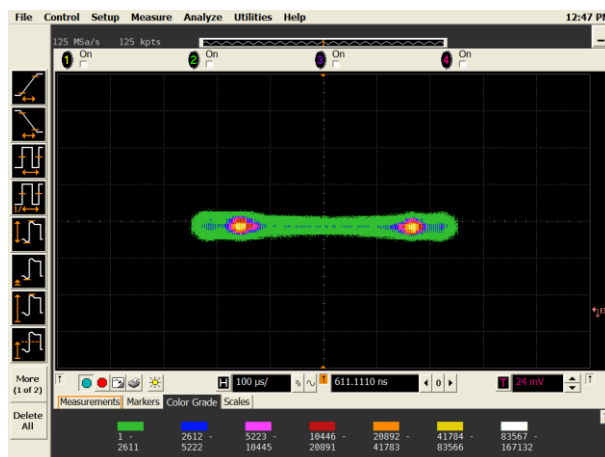 File Control Setup Measure Analyze Utilities Help 12:47 PM
125 MSa/s 125 kpts
1 On 2 On 3 On 4 On
More
(1 of 2)
Delete
All
H 100 µs/ T 611.1110 ns 0 T 24 mV
Measurements Markers Color Grade Scales
1 - 2612 - 5223 - 10446 - 20892 - 41784 - 83567 -
2611 5222 10445 20891 41783 83566 167132